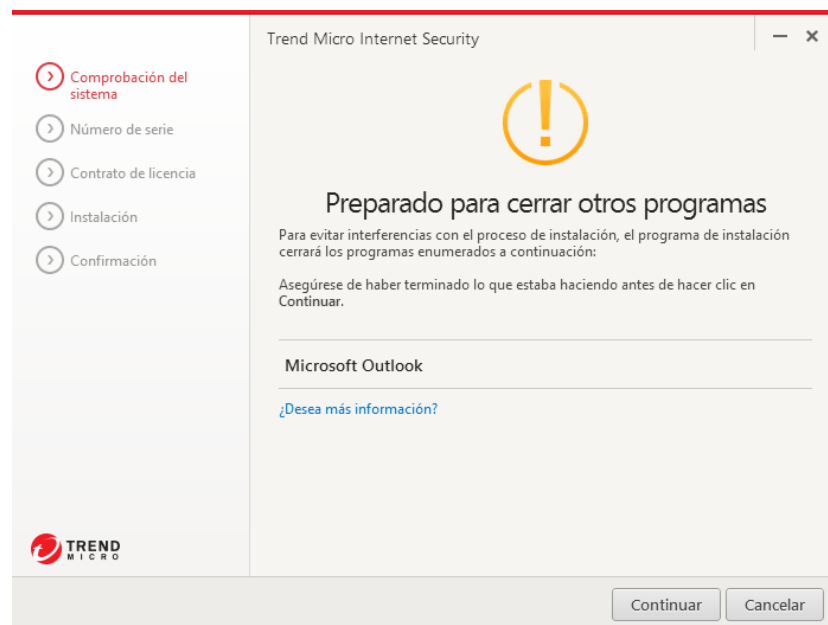 Trend Micro Internet Security
Comprobación del
sistema
Número de serie
Contrato de licencia
Instalación
Confirmación
Preparado para cerrar otros programas
Para evitar interferencias con el proceso de instalación, el programa de instalación
cerrará los programas enumerados a continuación:
Asegúrese de haber terminado lo que estaba haciendo antes de hacer clic en
Continuar.
Microsoft Outlook
¿Desea más información?
TREND
MICRO
Continuar
Cancelar